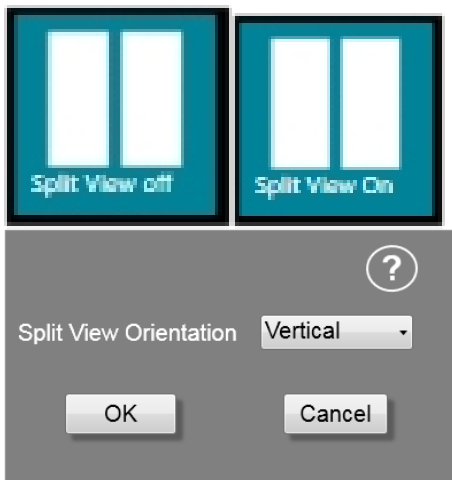 Split View off
Split View On
?
Split View Orientation Vertical
OK Cancel